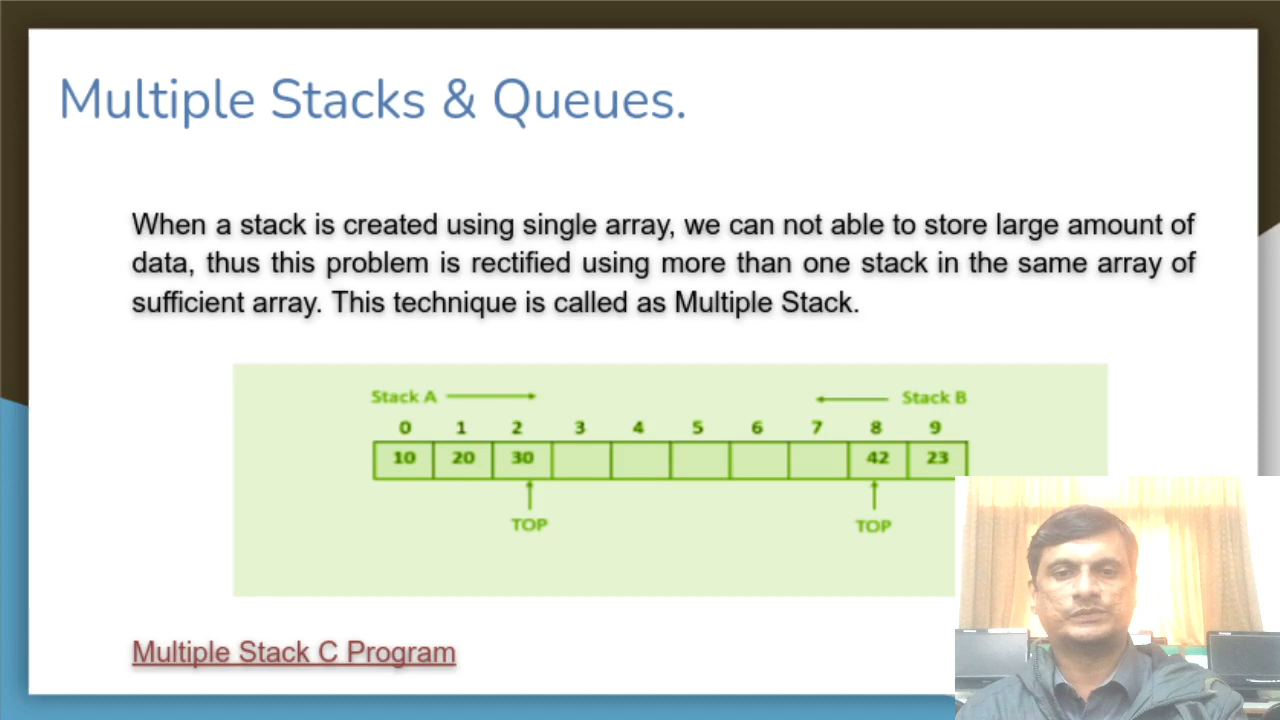 Multiple Stacks & Queues.
When a stack is created using single array, we can not able to store large amount of
data, thus this problem is rectified using more than one stack in the same array of
sufficient array. This technique is called as Multiple Stack.
Stack A Stack B
0 1 2 3 4 5 6 7 8 9
10 20 30 42 23
TOP TOP
Multiple Stack C Program